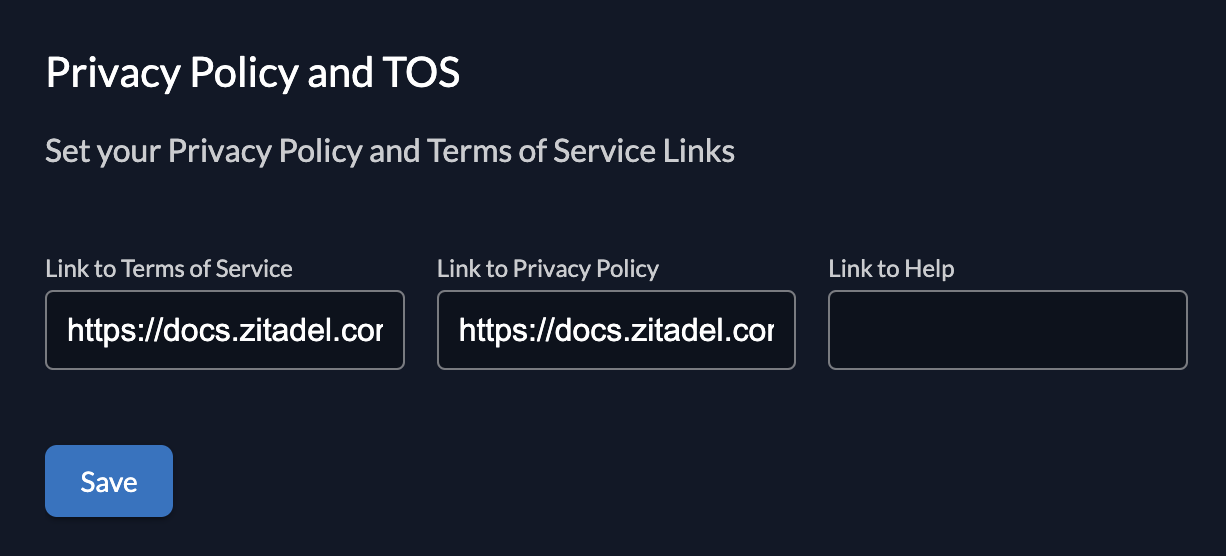 Privacy Policy and TOS
Set your Privacy Policy and Terms of Service Links
Link to Terms of Service Link to Privacy Policy Link to Help
https://docs.zitadel.cor https://docs.zitadel.cor
Save